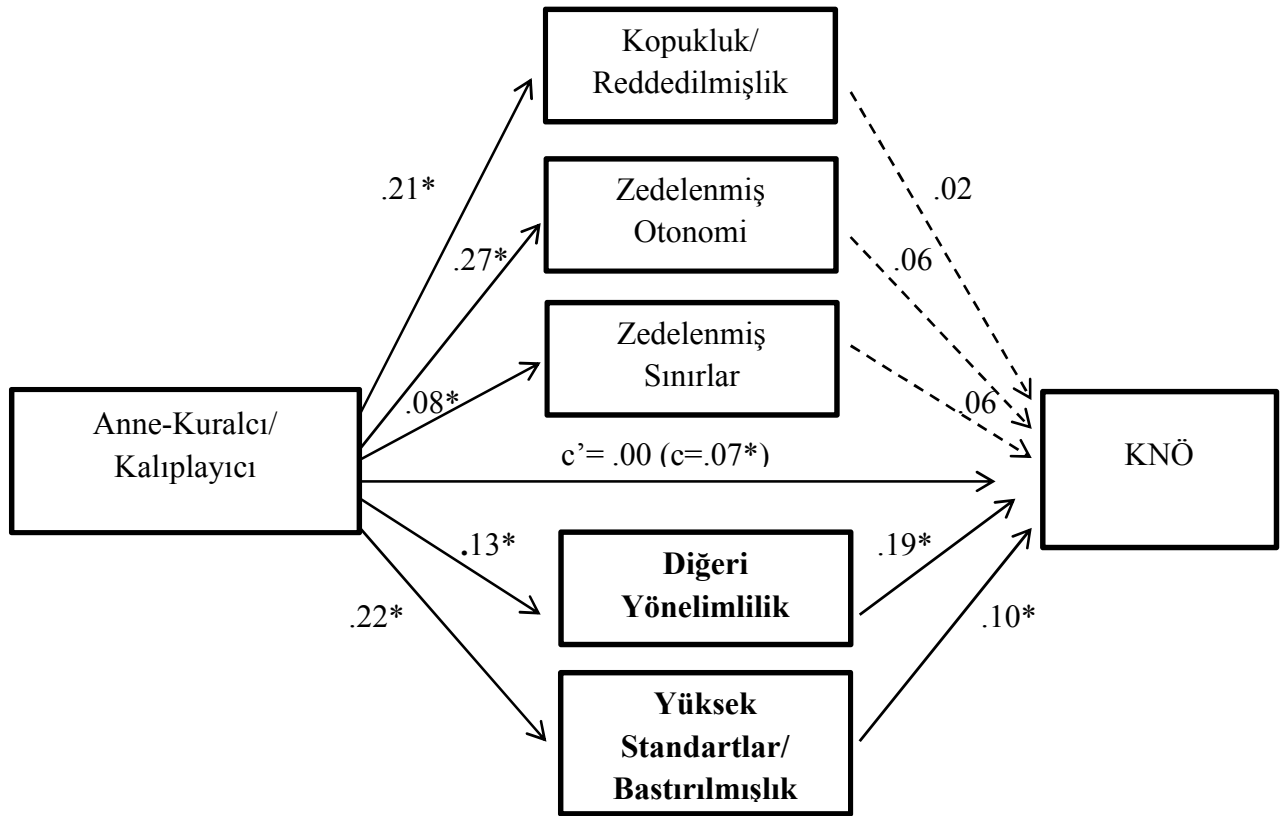 Kopukluk/
Reddedilmişlik
.21*
.02
Zedelenmiş
Otonomi
.27*
.06
Zedelenmiş
Sınırlar
.08*
.06
Anne-Kuralcı/
Kalıplayıcı
c’= .00 (c=.07*)
KNÖ
.13*
Diğeri
Yönelimlilik
.19*
.22*
.10*
Yüksek
Standartlar/
Bastırılmışlık